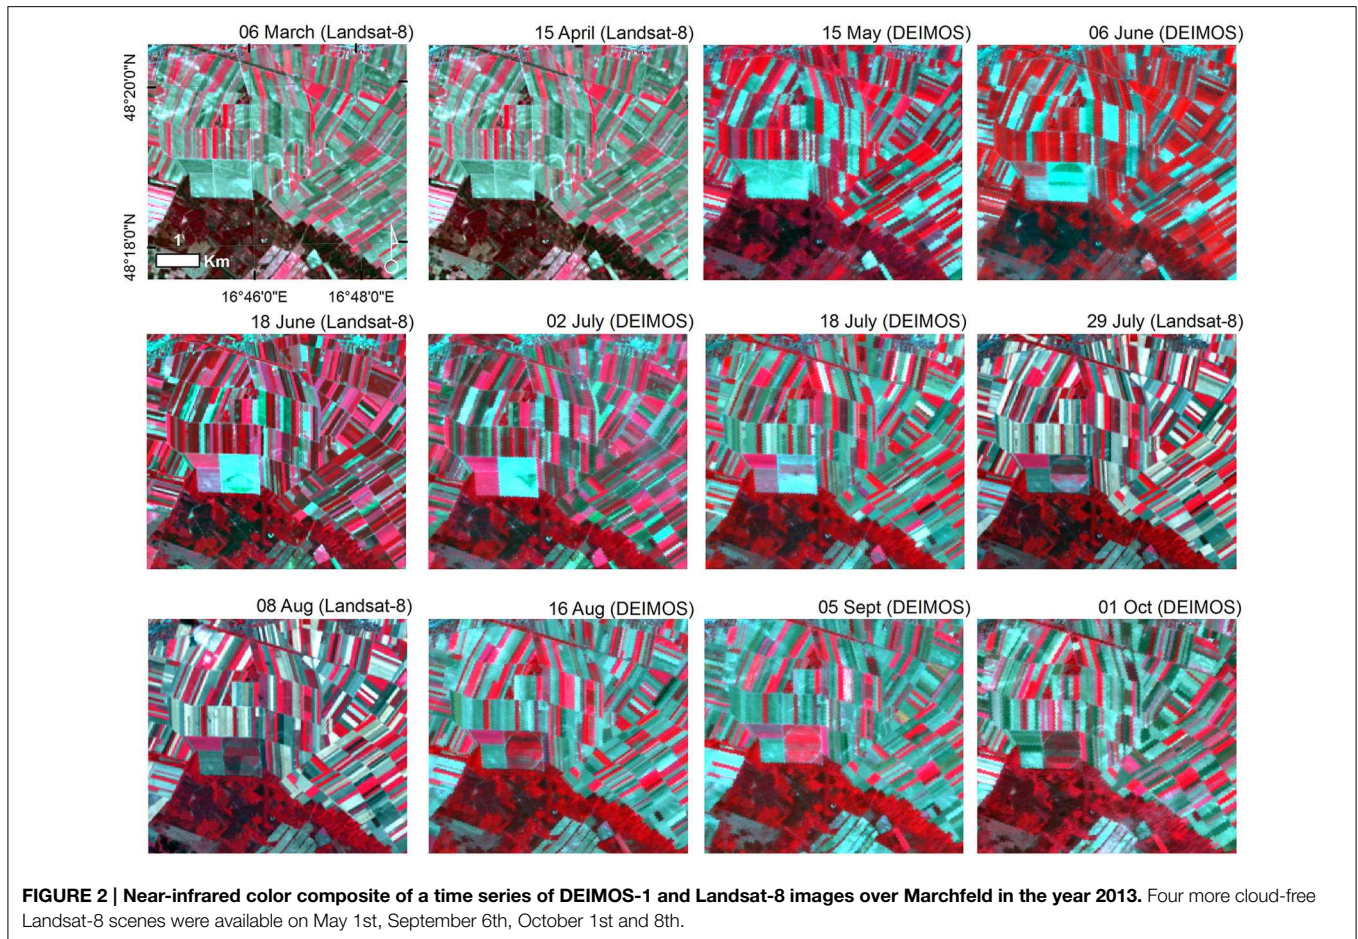 06 March (Landsat-8)
15 April (Landsat-8)
15 May (DEIMOS)
06 June (DEIMOS)
48°20'0"N
48°18'0"N
1
Km
16°46'0"E
16°48'0"E
18 June (Landsat-8)
02 July (DEIMOS)
18 July (DEIMOS)
29 July (Landsat-8)
08 Aug (Landsat-8)
16 Aug (DEIMOS)
05 Sept (DEIMOS)
01 Oct (DEIMOS)
FIGURE 2 | Near-infrared color composite of a time series of DEIMOS-1 and Landsat-8 images over Marchfeld in the year 2013. Four more cloud-free
Landsat-8 scenes were available on May 1st, September 6th, October 1st and 8th.